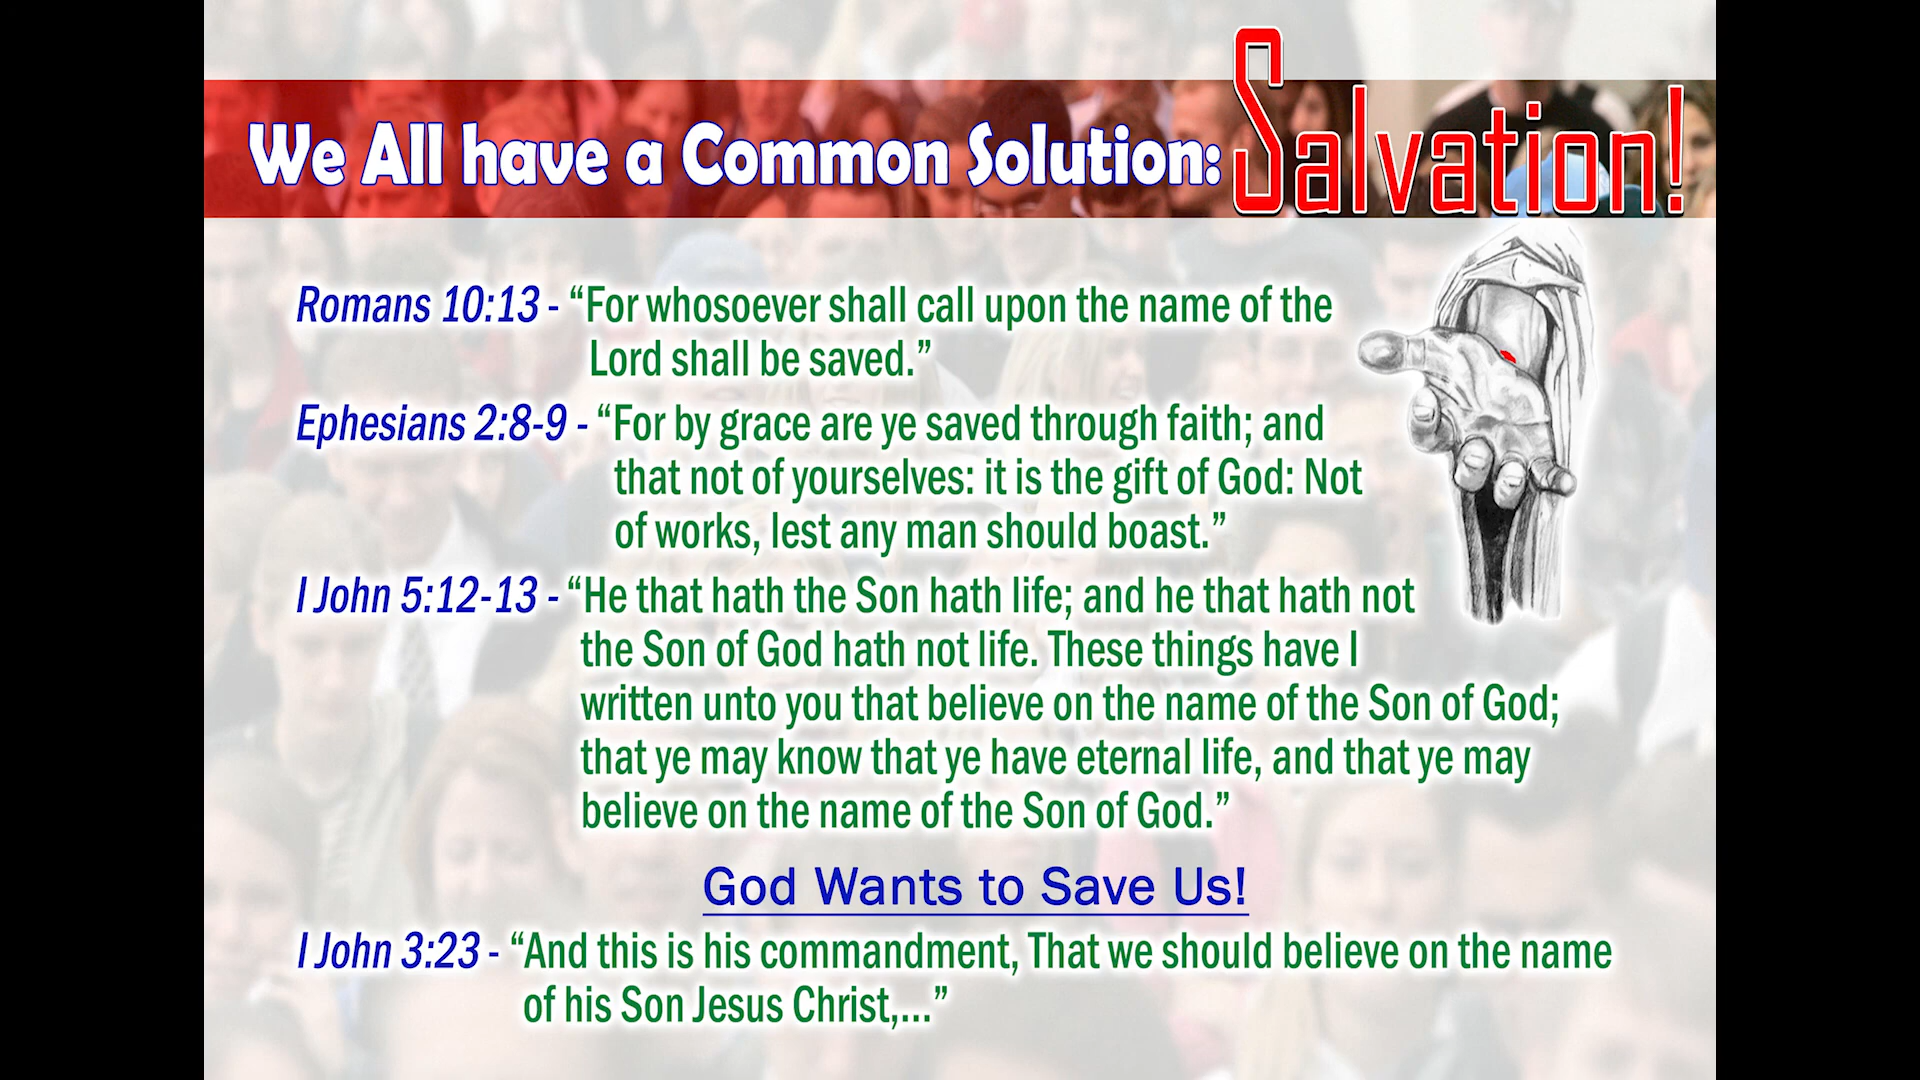 We All have a Common Solution: Salvation!
Romans 10:13 - “For whosoever shall call upon the name of the
Lord shall be saved.”
Ephesians 2:8-9 - “For by grace are ye saved through faith; and
that not of yourselves: it is the gift of God: Not
of works, lest any man should boast.”
I John 5:12-13 - “He that hath the Son hath life; and he that hath not
the Son of God hath not life. These things have I
written unto you that believe on the name of the Son of God;
that ye may know that ye have eternal life, and that ye may
believe on the name of the Son of God.”
God Wants to Save Us!
I John 3:23 - “And this is his commandment, That we should believe on the name
of his Son Jesus Christ,...”